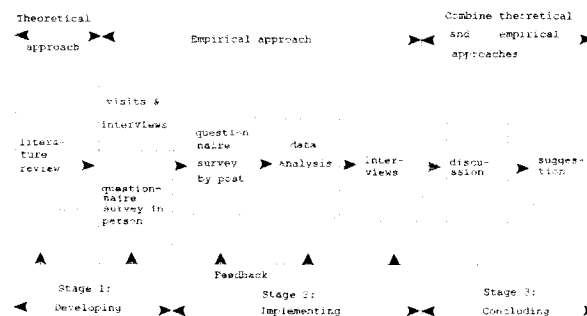 Theoretical
approach
Empirical approach
Combine theoretical
and empirical
approaches
visits &
interviews
litera-
ture
review
questionnaire
survey in
person
question
naire
survey
by post
data
analysis
inter-
views
discu-
ssion
sugges-
tion
Feedback
Stage 1:
Developing
Stage 2:
Implementing
Stage 3:
Concluding